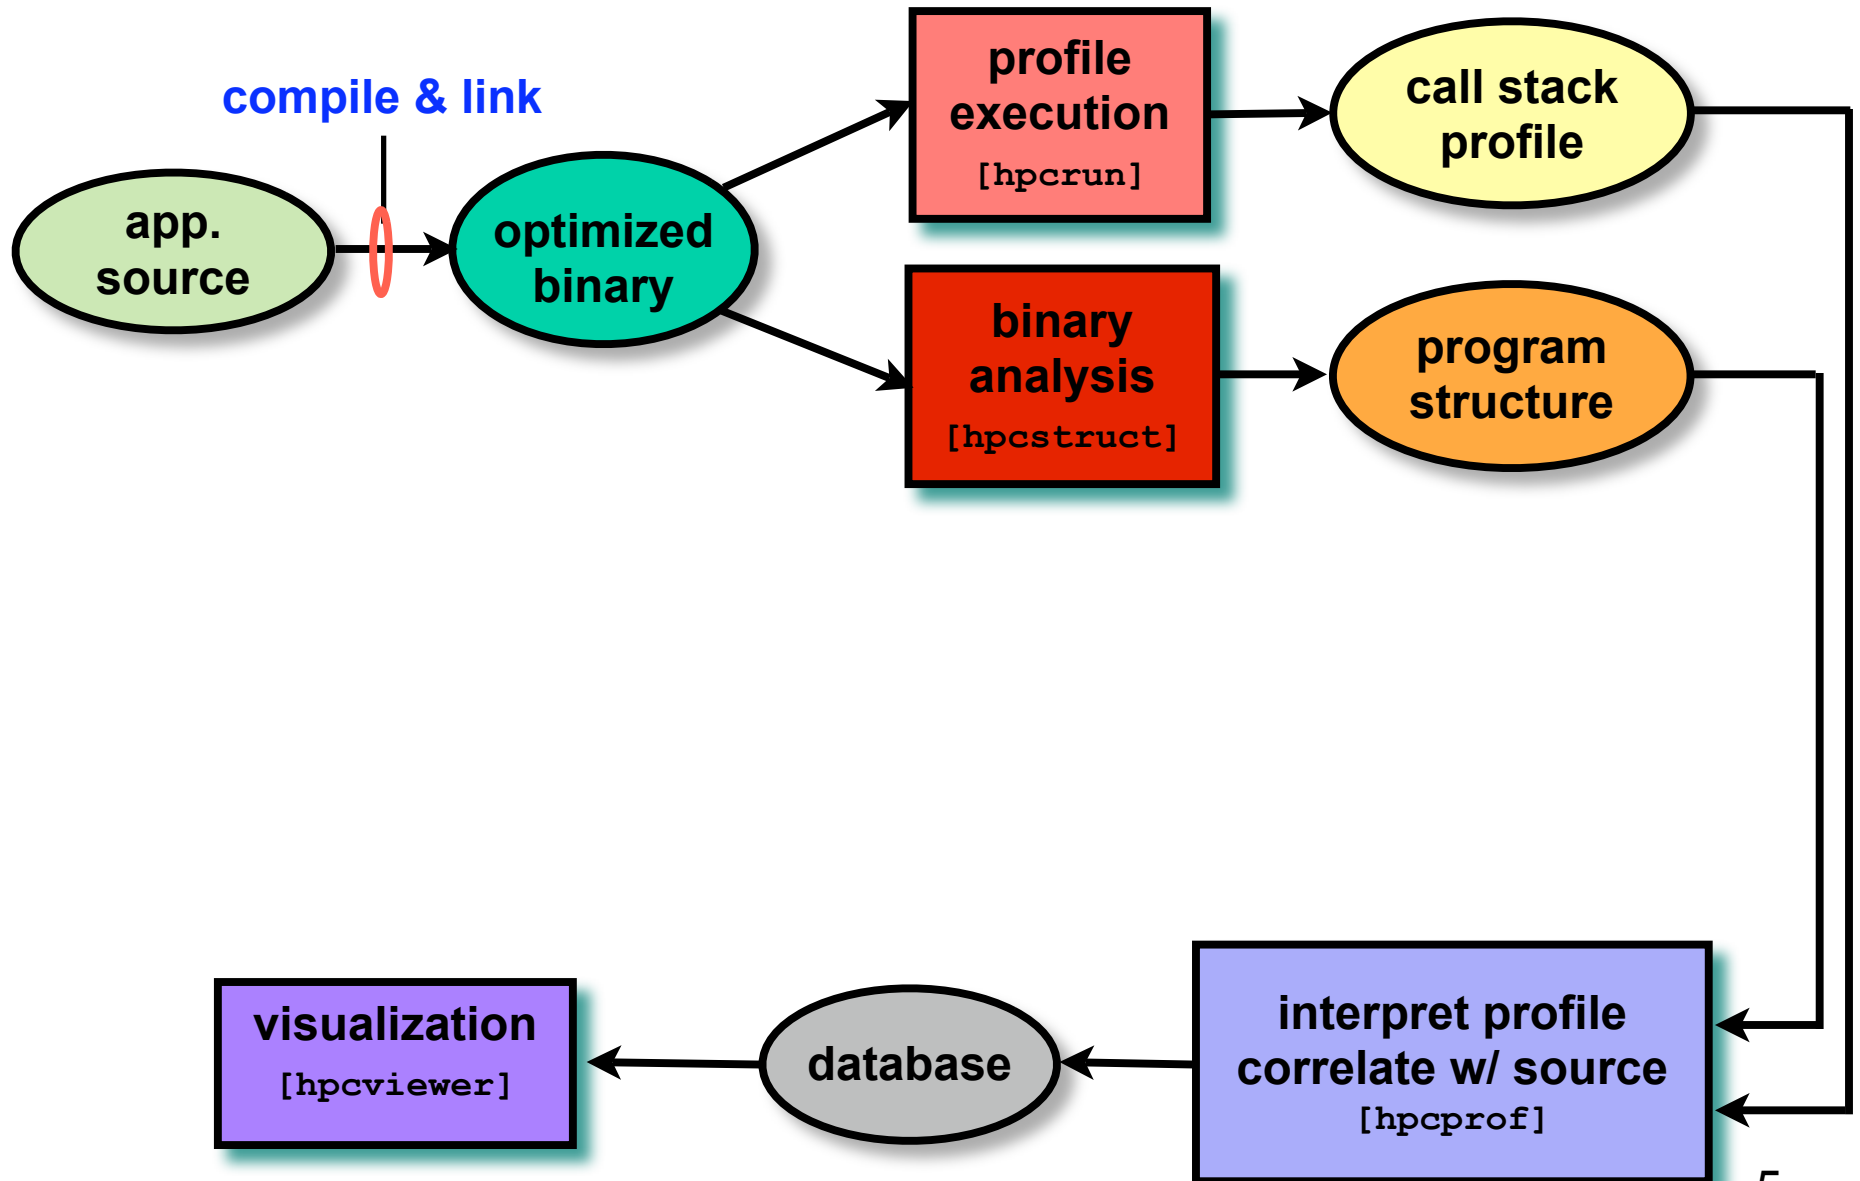 compile & link
app.
source
optimized
binary
profile
execution
[hpcrun]
call stack
profile
binary
analysis
[hpcstruct]
program
structure
visualization
[hpcviewer]
database
interpret profile
correlate w/ source
[hpcprof]